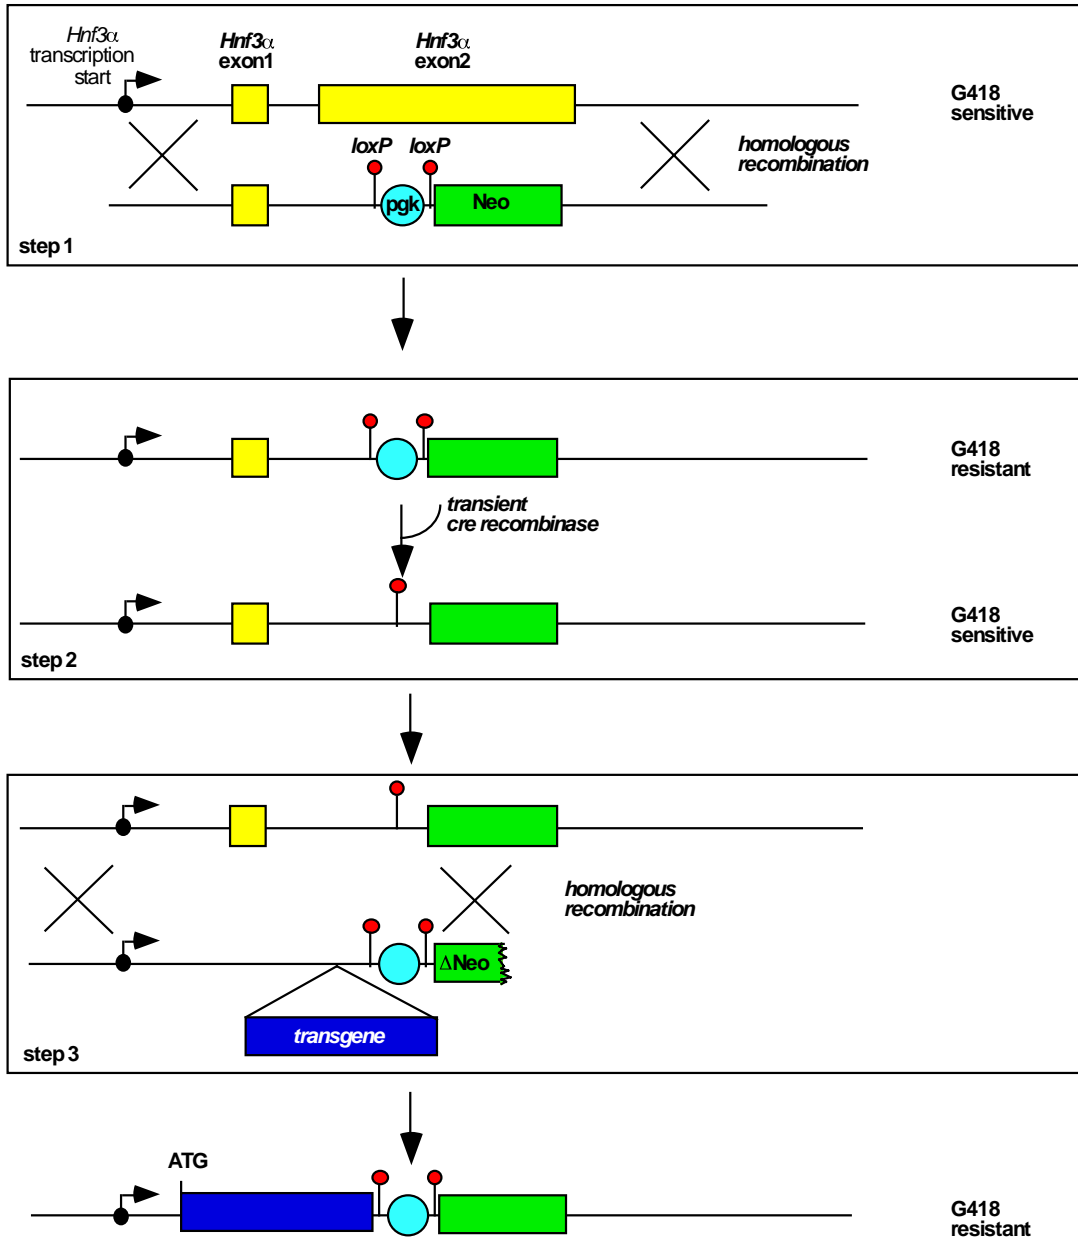 Hnf3α
transcription
start
Hnf3α
exon1
Hnf3α
exon2
G418
sensitive
loxP loxP
homologous
recombination
pgk
Neo
step 1
G418
resistant
transient
cre recombinase
G418
sensitive
step 2
homologous
recombination
ΔNeo
transgene
step 3
ATG
G418
resistant